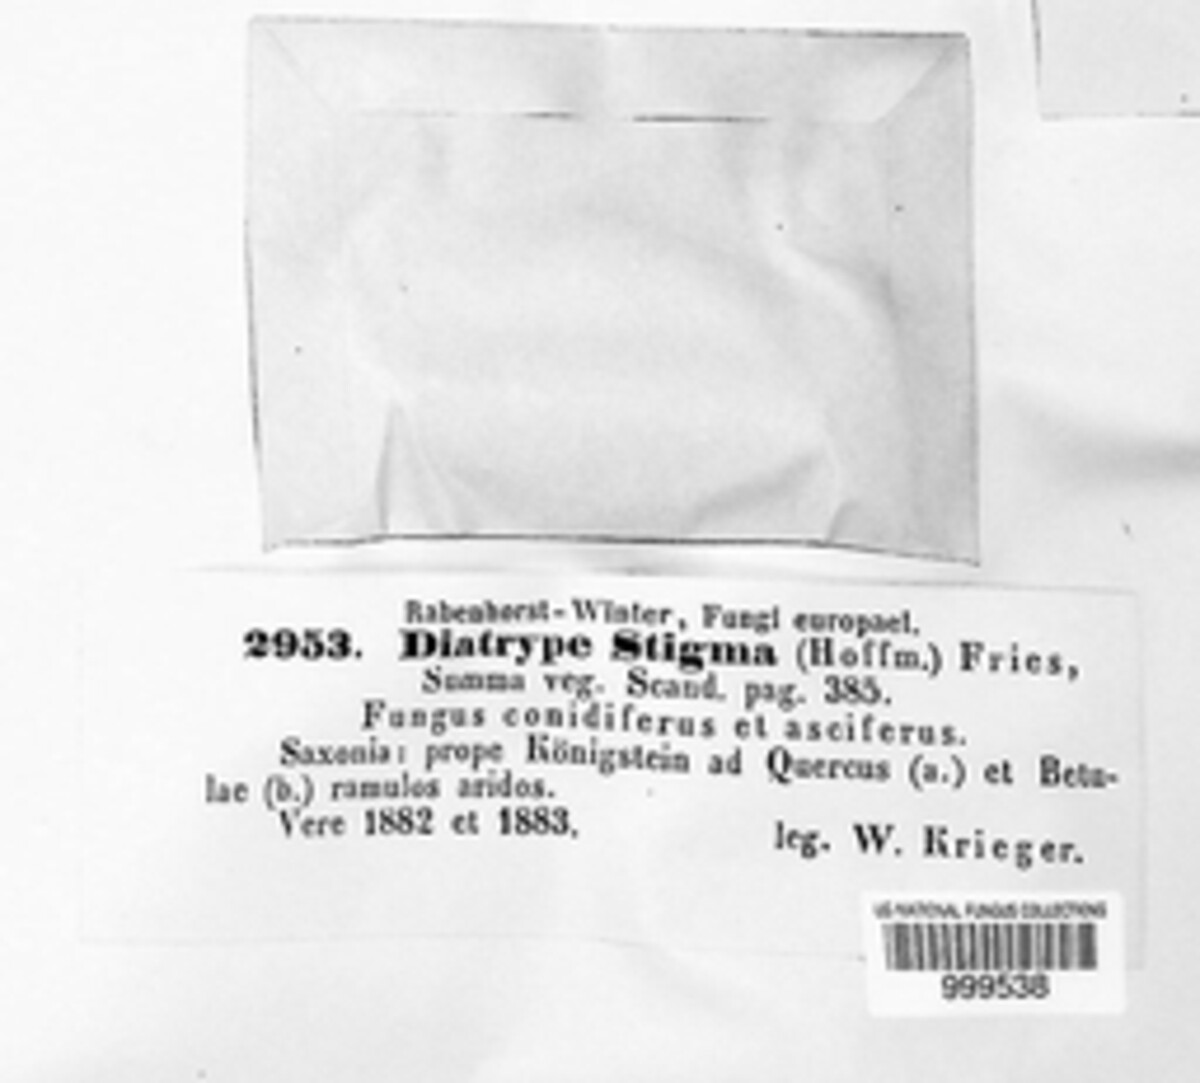 Rabenhorst-Winter, Fungi europaei.
2953. Diatrype Stigma (Hoffm.) Fries,
Summa veg. Scand. pag. 385.
Fungus conidiferus et asciferus.
Saxonia: prope Königstein ad Quercus (a.) et Betu-
lae (b.) ramulos aridos.
Vere 1882 et 1883.
leg. W. Krieger.
US NATIONAL FUNGUS COLLECTIONS
999538